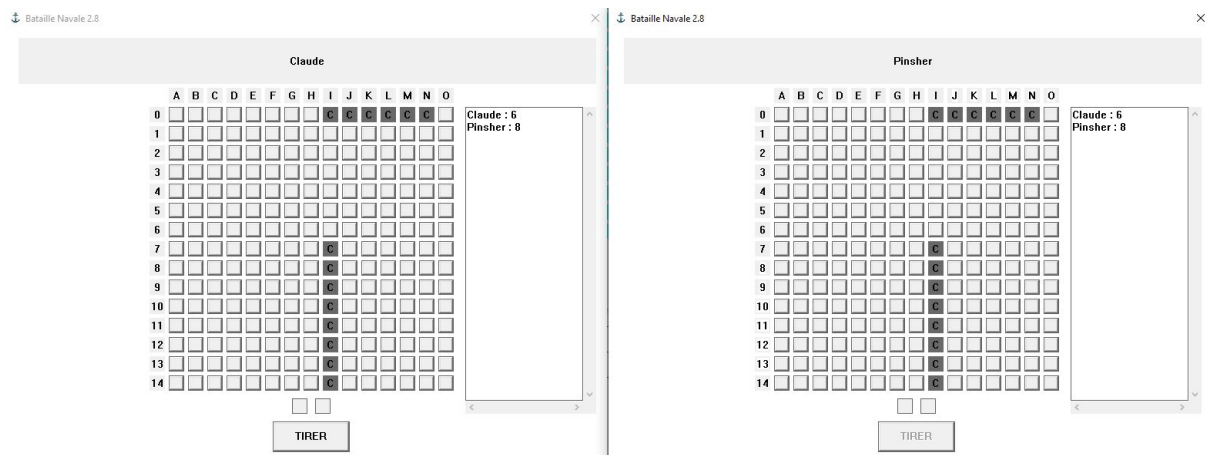 Bataille Navale 2.8
Claude
A B C D E F G H I J K L M N O
0 C C C C C C
1
2
3
4
5
6
7 C
8 C
9 C
10 C
11 C
12 C
13 C
14 C
Claude : 6
Pinsher : 8
TIRER
Bataille Navale 2.8
Pinsher
A B C D E F G H I J K L M N O
0 C C C C C C
1
2
3
4
5
6
7 C
8 C
9 C
10 C
11 C
12 C
13 C
14 C
Claude : 6
Pinsher : 8
TIRER